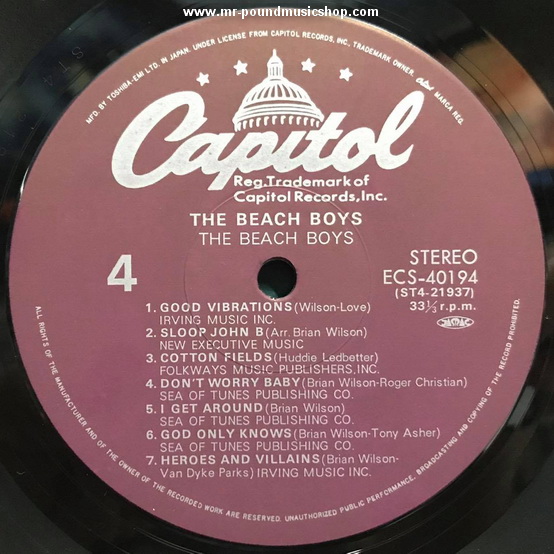 www.mr-poundmusicshop.com
MFD. BY TOSHIBA-EMI LTD. IN JAPAN. UNDER LICENSE FROM CAPITOL RECORDS, INC., TRADEMARK OWNER. MARCA REG.
Capitol
Reg.Trademark of
Capitol Records,Inc.
THE BEACH BOYS
THE BEACH BOYS
4
STEREO
ECS-40194
(ST4-21937)
33⅓ r.p.m.
JASRAC
1. GOOD VIBRATIONS (Wilson-Love)
IRVING MUSIC INC.
2. SLOOP JOHN B (Arr. Brian Wilson)
NEW EXECUTIVE MUSIC
3. COTTON FIELDS (Huddie Ledbetter)
FOLKWAYS MUSIC PUBLISHERS,INC.
4. DON'T WORRY BABY (Brian Wilson-Roger Christian)
SEA OF TUNES PUBLISHING CO.
5. I GET AROUND (Brian Wilson)
SEA OF TUNES PUBLISHING CO.
6. GOD ONLY KNOWS (Brian Wilson-Tony Asher)
SEA OF TUNES PUBLISHING CO.
7. HEROES AND VILLAINS (Brian Wilson-
Van Dyke Parks) IRVING MUSIC INC.
ALL RIGHTS OF THE MANUFACTURER AND OF THE OWNER OF THE RECORDED WORK ARE RESERVED. UNAUTHORIZED PUBLIC PERFORMANCE, BROADCASTING AND COPYING OF THE RECORD PROHIBITED.